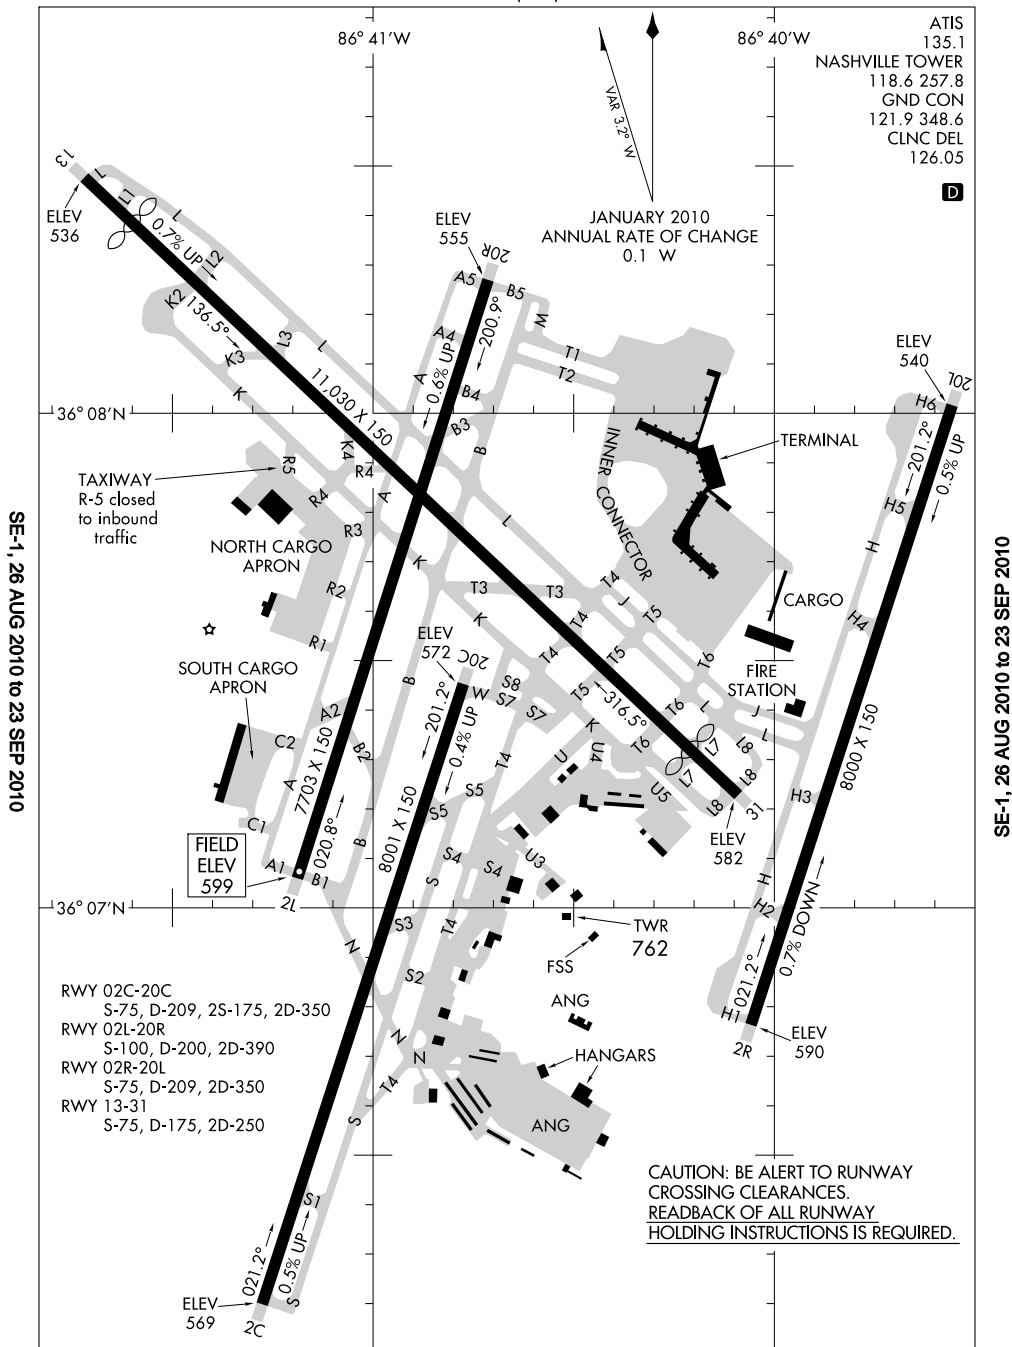 86°41'W
86°40'W
ATIS
135.1
NASHVILLE TOWER
118.6 257.8
GND CON
121.9 348.6
CLNC DEL
126.05
D
VAR 3.2° W
JANUARY 2010
ANNUAL RATE OF CHANGE
0.1 W
13
L
L1
L
ELEV
536
0.7% UP
L2
K2
136.5°
L3
K3
L
K
ELEV
555
20R
A5
B5
W
200.9°
A4
0.6% UP
A
T1
T2
B4
B3
B
11,030 X 150
ELEV
540
20L
H6
201.2°
0.5% UP
H5
H
36°08'N
K4
R4
A
R5
R4
R3
TAXIWAY
R-5 closed
to inbound
traffic
NORTH CARGO
APRON
R2
R1
K
L
INNER
CONNECTOR
TERMINAL
T3
T3
T4
J
T5
K
T4
T4
T5
T6
CARGO
H4
FIRE
STATION
SOUTH CARGO
APRON
ELEV
572
20C
W
S8
S7
S7
T5
K
316.5°
T6
T6
L
J
L
L8
L7
L7
L8
L8
31
ELEV
582
B
201.2°
0.4% UP
A2
B2
C2
A
7703 X 150
020.8°
C1
A1
B1
2L
FIELD
ELEV
599
B
8001 X 150
T4
S5
S5
S4
S4
S
U
U4
U5
U3
8000 X 150
H3
H
H2
36°07'N
N
S3
T4
S2
TWR
762
FSS
ANG
HANGARS
ANG
0.7% DOWN
021.2°
H1
2R
ELEV
590
N
N
T4
S
S1
RWY 02C-20C
S-75, D-209, 2S-175, 2D-350
RWY 02L-20R
S-100, D-200, 2D-390
RWY 02R-20L
S-75, D-209, 2D-350
RWY 13-31
S-75, D-175, 2D-250
021.2°
0.5% UP
S
ELEV
569
2C
CAUTION: BE ALERT TO RUNWAY
CROSSING CLEARANCES.
READBACK OF ALL RUNWAY
HOLDING INSTRUCTIONS IS REQUIRED.
SE-1, 26 AUG 2010 to 23 SEP 2010
SE-1, 26 AUG 2010 to 23 SEP 2010